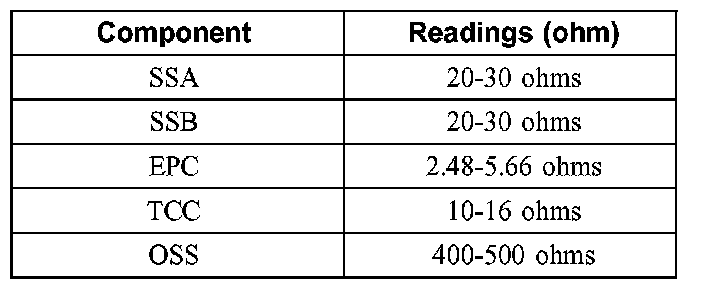 Component Readings (ohm)
SSA 20-30 ohms
SSB 20-30 ohms
EPC 2.48-5.66 ohms
TCC 10-16 ohms
OSS 400-500 ohms